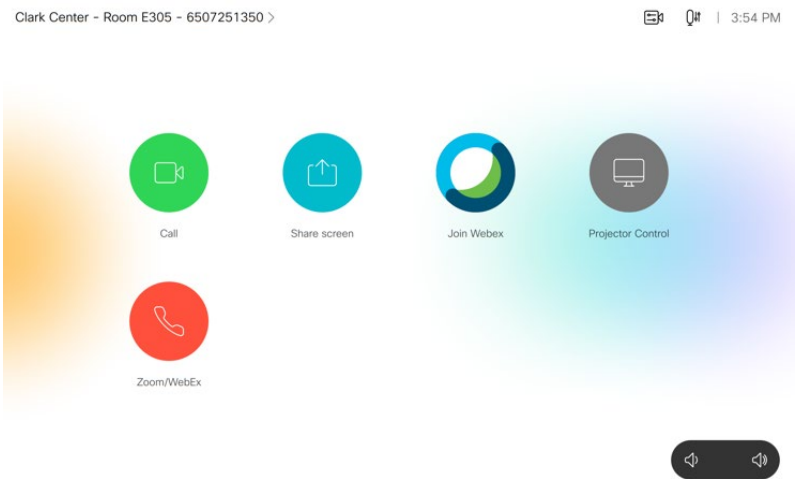 Clark Center - Room E305 - 6507251350 >
3:54 PM
Call
Share screen
Join Webex
Projector Control
Zoom/WebEx